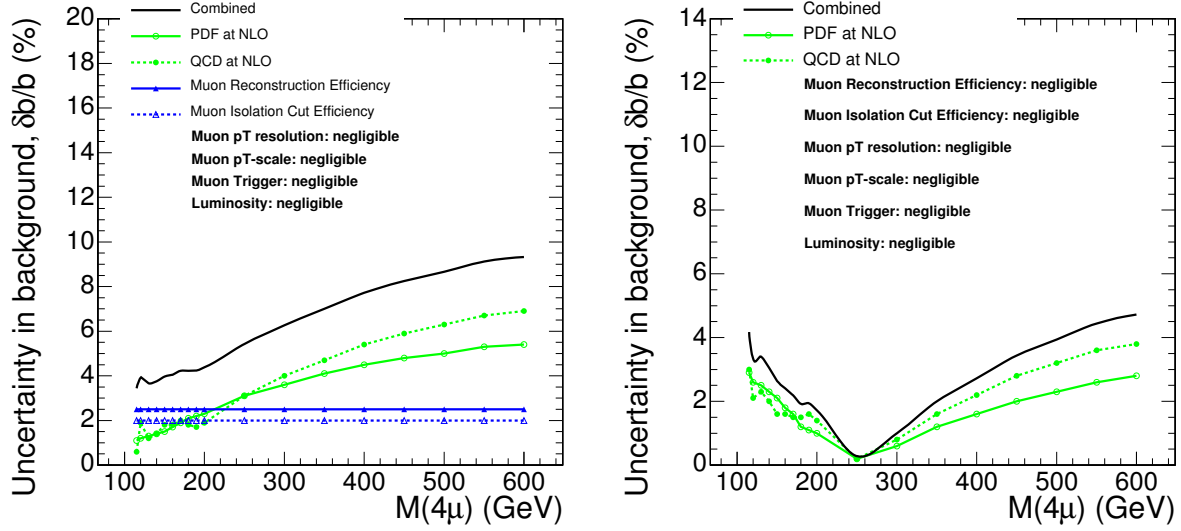 Uncertainty in background, δb/b (%)
20
18
16
14
12
10
8
6
4
2
0
Combined
PDF at NLO
QCD at NLO
Muon Reconstruction Efficiency
Muon Isolation Cut Efficiency
Muon pT resolution: negligible
Muon pT-scale: negligible
Muon Trigger: negligible
Luminosity: negligible
100 200 300 400 500 600
M(4μ) (GeV)
Uncertainty in background, δb/b (%)
14
12
10
8
6
4
2
0
Combined
PDF at NLO
QCD at NLO
Muon Reconstruction Efficiency: negligible
Muon Isolation Cut Efficiency: negligible
Muon pT resolution: negligible
Muon pT-scale: negligible
Muon Trigger: negligible
Luminosity: negligible
100 200 300 400 500 600
M(4μ) (GeV)